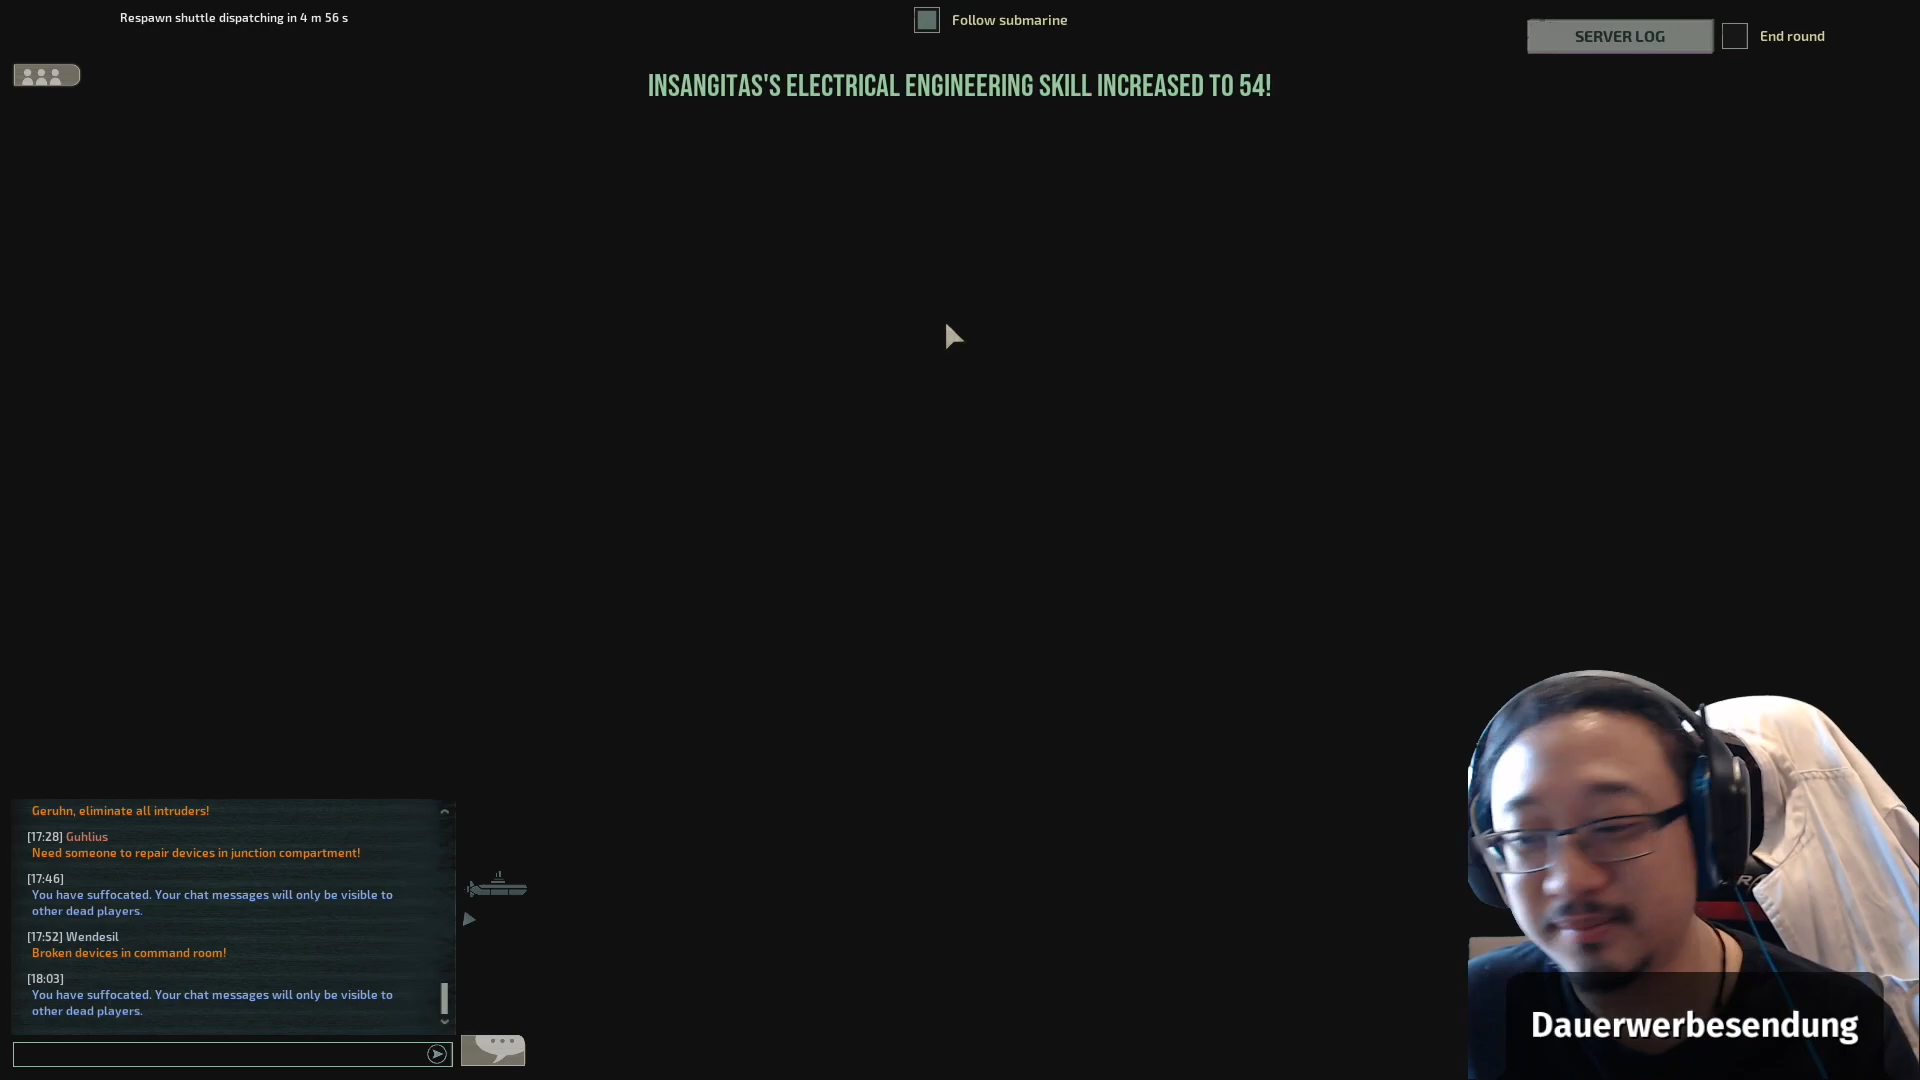 Respawn shuttle dispatching in 4 m 56 s
Follow submarine
SERVER LOG
End round
INSANGITAS'S ELECTRICAL ENGINEERING SKILL INCREASED TO 54!
Geruhn, eliminate all intruders!
[17:28] Guhlius
Need someone to repair devices in junction compartment!
[17:46]
You have suffocated. Your chat messages will only be visible to
other dead players.
[17:52] Wendesil
Broken devices in command room!
[18:03]
You have suffocated. Your chat messages will only be visible to
other dead players.
Dauerwerbesendung